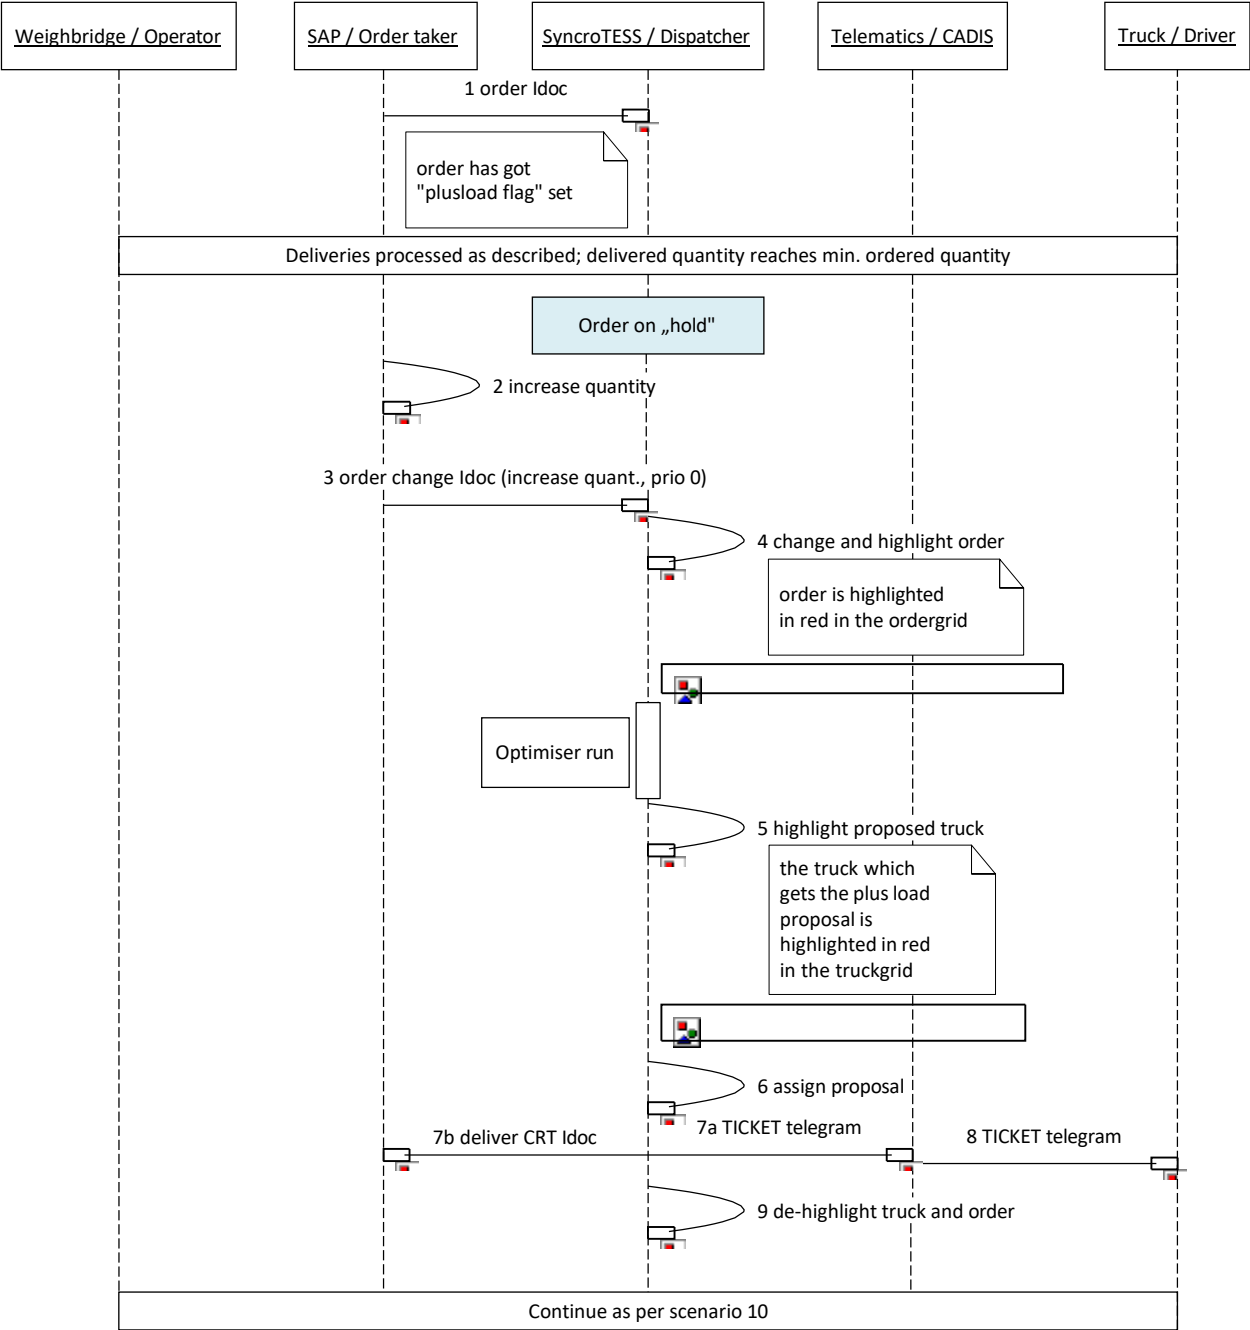 Weighbridge / Operator
SAP / Order taker
SyncroTESS / Dispatcher
Telematics / CADIS
Truck / Driver
1 order Idoc
order has got
"plusload flag" set
Deliveries processed as described; delivered quantity reaches min. ordered quantity
Order on „hold"
2 increase quantity
3 order change Idoc (increase quant., prio 0)
4 change and highlight order
order is highlighted
in red in the ordergrid
Optimiser run
5 highlight proposed truck
the truck which
gets the plus load
proposal is
highlighted in red
in the truckgrid
6 assign proposal
7b deliver CRT Idoc
7a TICKET telegram
8 TICKET telegram
9 de-highlight truck and order
Continue as per scenario 10